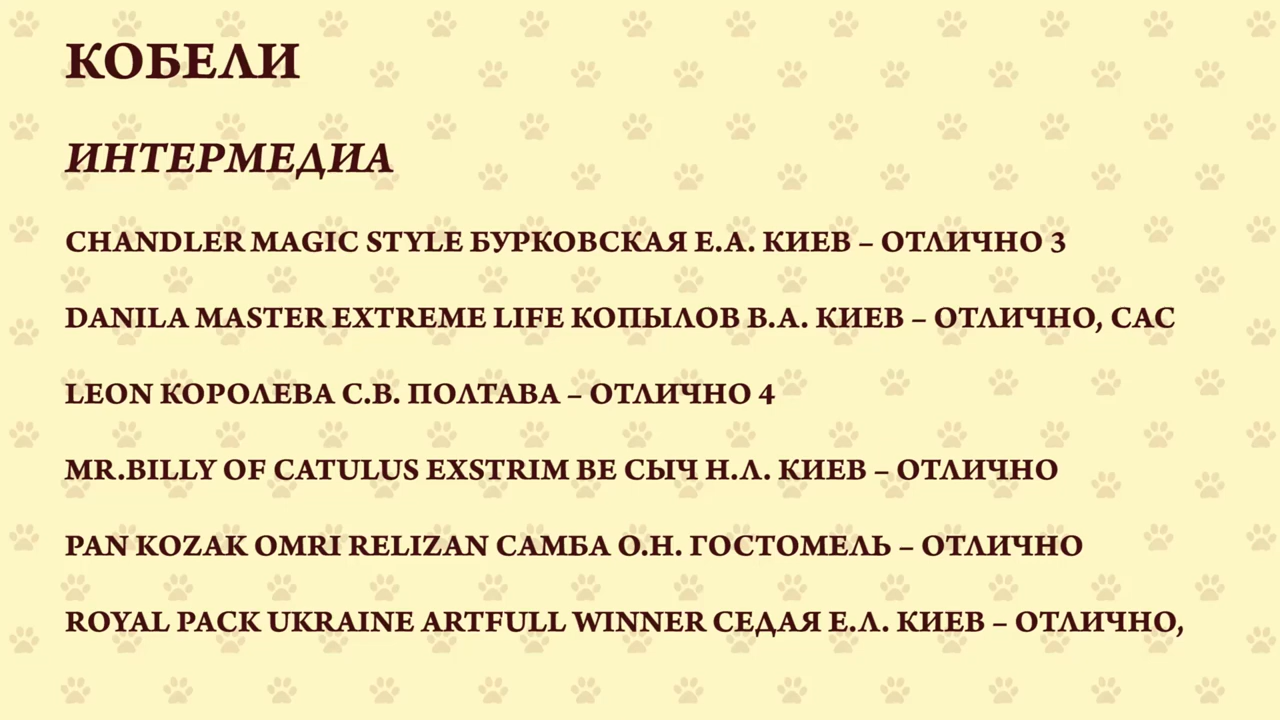 КОБЕЛИ
ИНТЕРМЕДИА
CHANDLER MAGIC STYLE БУРКОВСКАЯ Е.А. КИЕВ – ОТЛИЧНО 3
DANILA MASTER EXTREME LIFE КОПЫЛОВ В.А. КИЕВ – ОТЛИЧНО, САС
LEON КОРОЛЕВА С.В. ПОЛТАВА – ОТЛИЧНО 4
MR.BILLY OF CATULUS EXSTRIM BE СЫЧ Н.Л. КИЕВ – ОТЛИЧНО
PAN KOZAK OMRI RELIZAN САМБА О.Н. ГОСТОМЕЛЬ – ОТЛИЧНО
ROYAL PACK UKRAINE ARTFULL WINNER СЕДАЯ Е.Л. КИЕВ – ОТЛИЧНО,